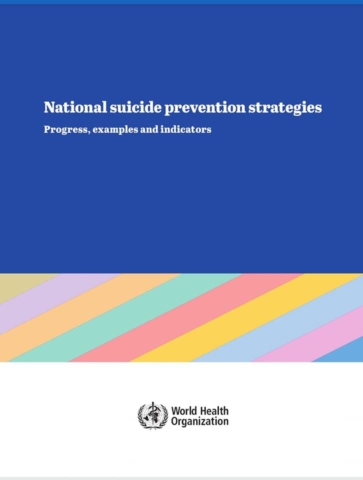 National suicide prevention strategies
Progress, examples and indicators
World Health
Organization